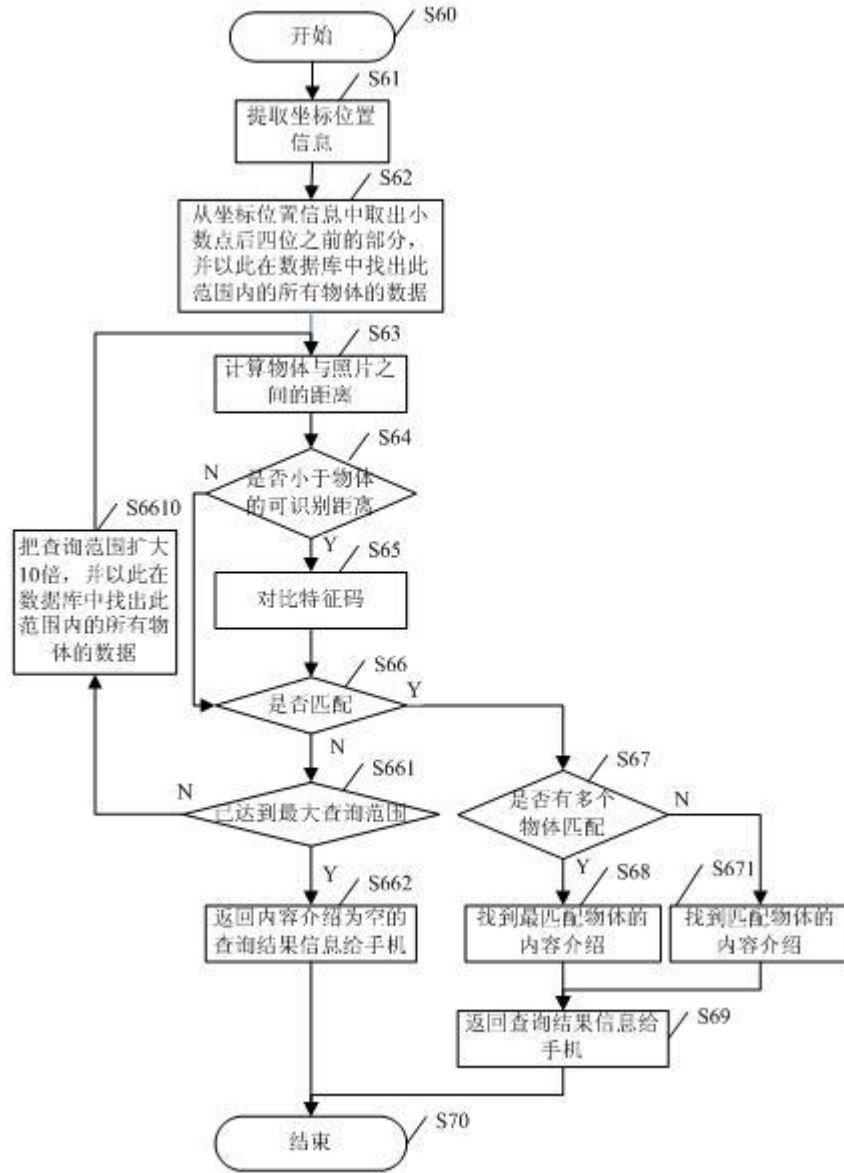 S60
开始
S61
提取坐标位置
信息
S62
从坐标位置信息中取出小
数点后四位之前的部分，
并以此在数据库中找出此
范围内的所有物体的数据
S63
计算物体与照片之
间的距离
S64
N
是否小于物体
的可识别距离
Y
S6610
把查询范围扩大
10倍，并以此在
数据库中找出此
范围内的所有物
体的数据
S65
对比特征码
S66
是否匹配
Y
N
S661
N
已达到最大查询范围
Y
S67
是否有多个
物体匹配
N
Y
S662
返回内容介绍为空的
查询结果信息给手机
S68
找到最匹配物体的
内容介绍
S671
找到匹配物体的
内容介绍
S69
返回查询结果信息给
手机
S70
结束